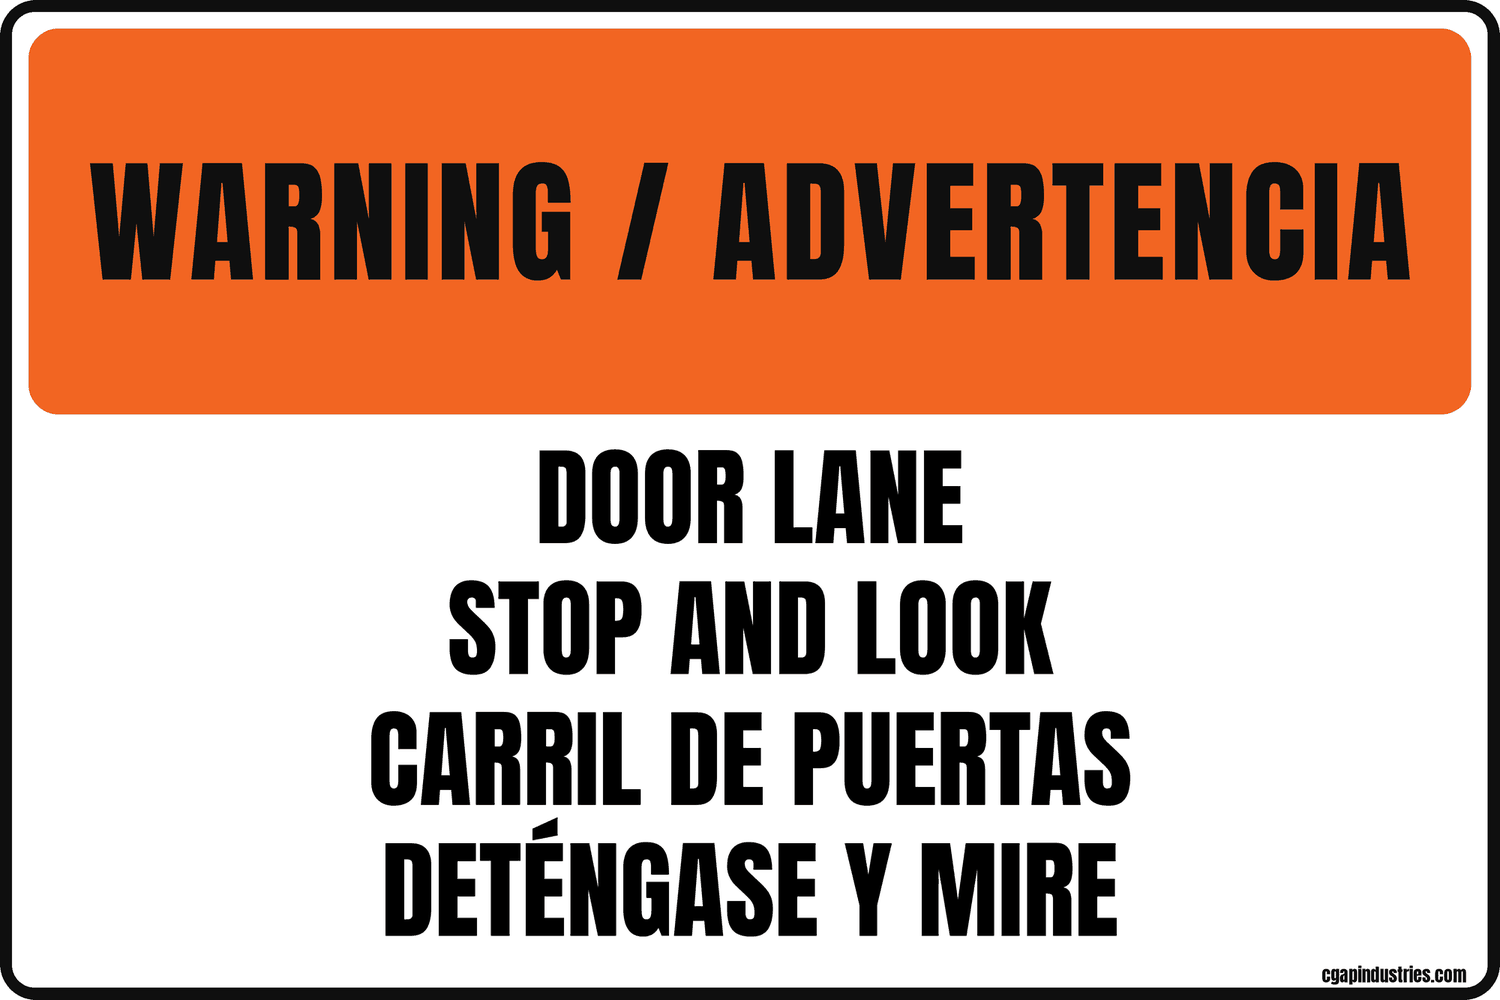 WARNING / ADVERTENCIA
DOOR LANE
STOP AND LOOK
CARRIL DE PUERTAS
DETÉNGASE Y MIRE
cgapindustries.com